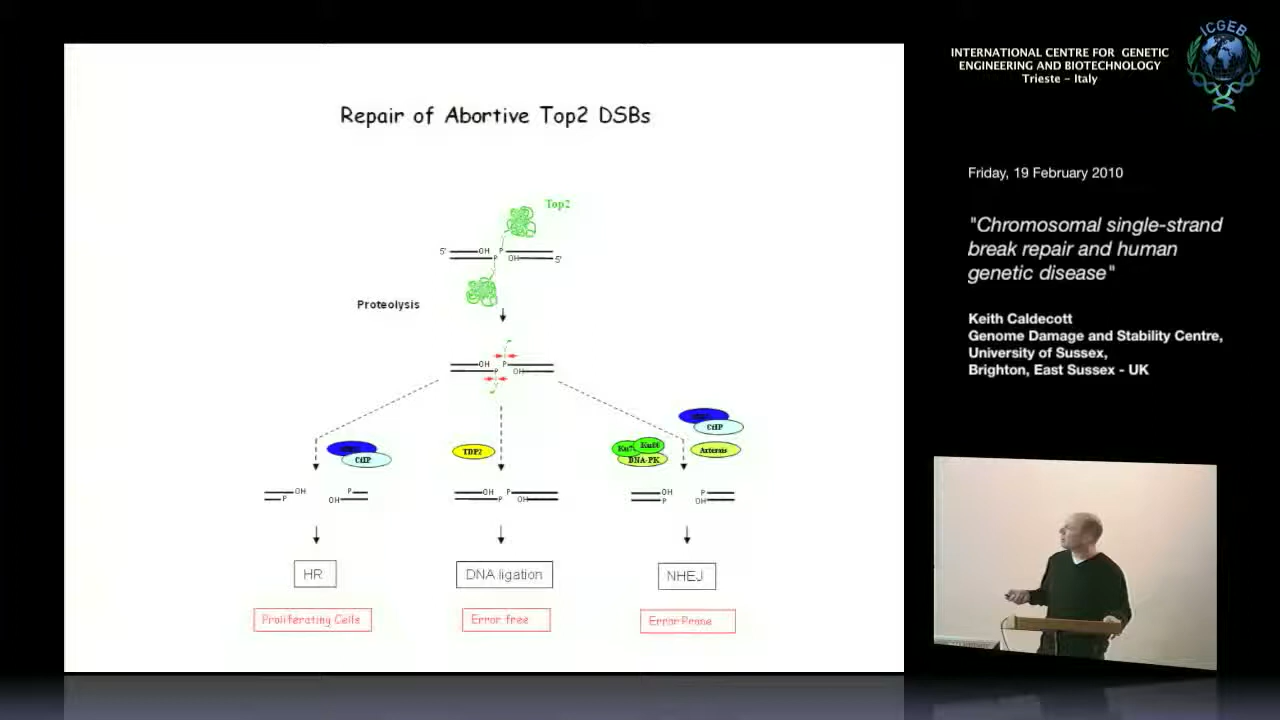 Repair of Abortive Top2 DSBs
Top2
5'
OH
P
P
OH
5'
Proteolysis
OH
P
P
OH
CtIP
TDP2
Ku70
Ku80
DNA-PK
CtIP
Artemis
OH
P
P
OH
OH
P
P
OH
OH
P
P
OH
HR
DNA ligation
NHEJ
Proliferating Cells
Error free
Error Prone
ICGEB
INTERNATIONAL CENTRE FOR GENETIC
ENGINEERING AND BIOTECHNOLOGY
Trieste – Italy
Friday, 19 February 2010
"Chromosomal single-strand
break repair and human
genetic disease"
Keith Caldecott
Genome Damage and Stability Centre,
University of Sussex,
Brighton, East Sussex - UK